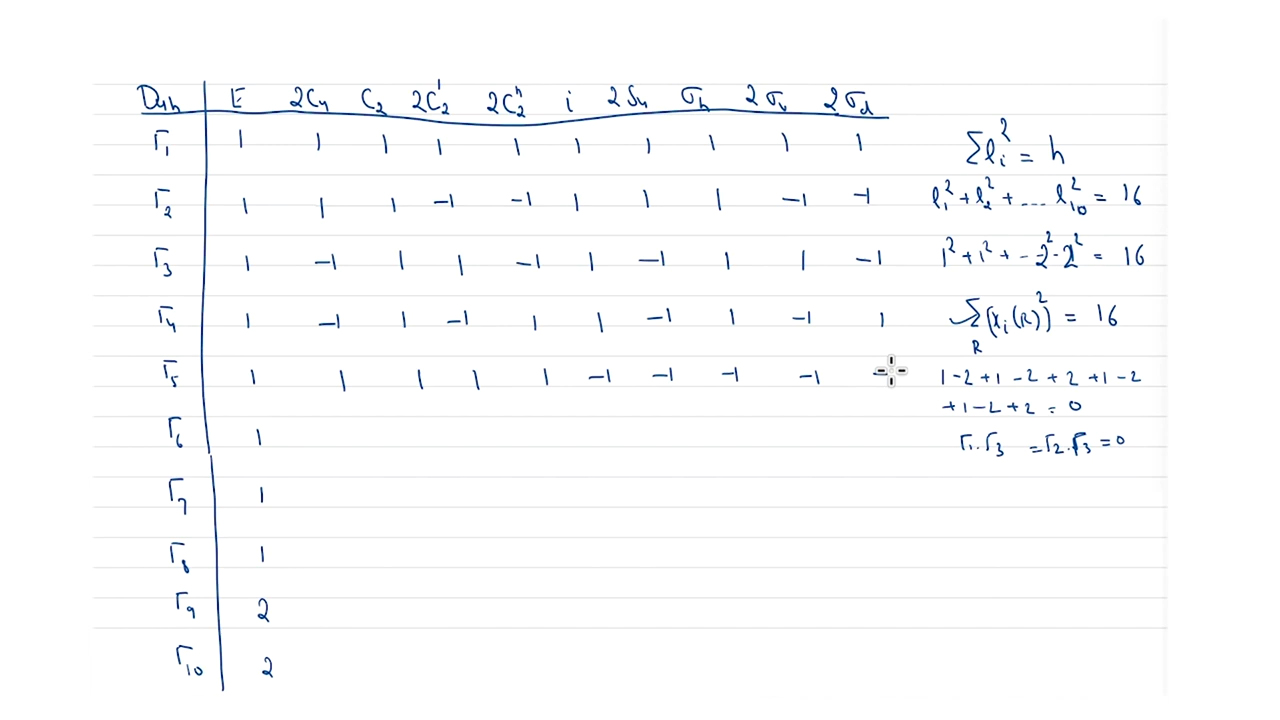 D4h E 2C4 C2 2C2' 2C2" i 2S4 σh 2σv 2σd
Γ1 1 1 1 1 1 1 1 1 1 1
Γ2 1 1 1 -1 -1 1 1 1 -1 -1
Γ3 1 -1 1 1 -1 1 -1 1 1 -1
Γ4 1 -1 1 -1 1 1 -1 1 -1 1
Γ5 1 1 1 1 1 -1 -1 -1 -1
Γ6 1
Γ7 1
Γ8 1
Γ9 2
Γ10 2
Σli² = h
l1² + l2² + .... l10² = 16
1² + 1² + - 2² · 2² = 16
ΣR (χi(R)²) = 16
1 - 2 + 1 - 2 + 2 + 1 - 2
+ 1 - 2 + 2 = 0
Γ1·Γ3 = Γ2·Γ3 = 0